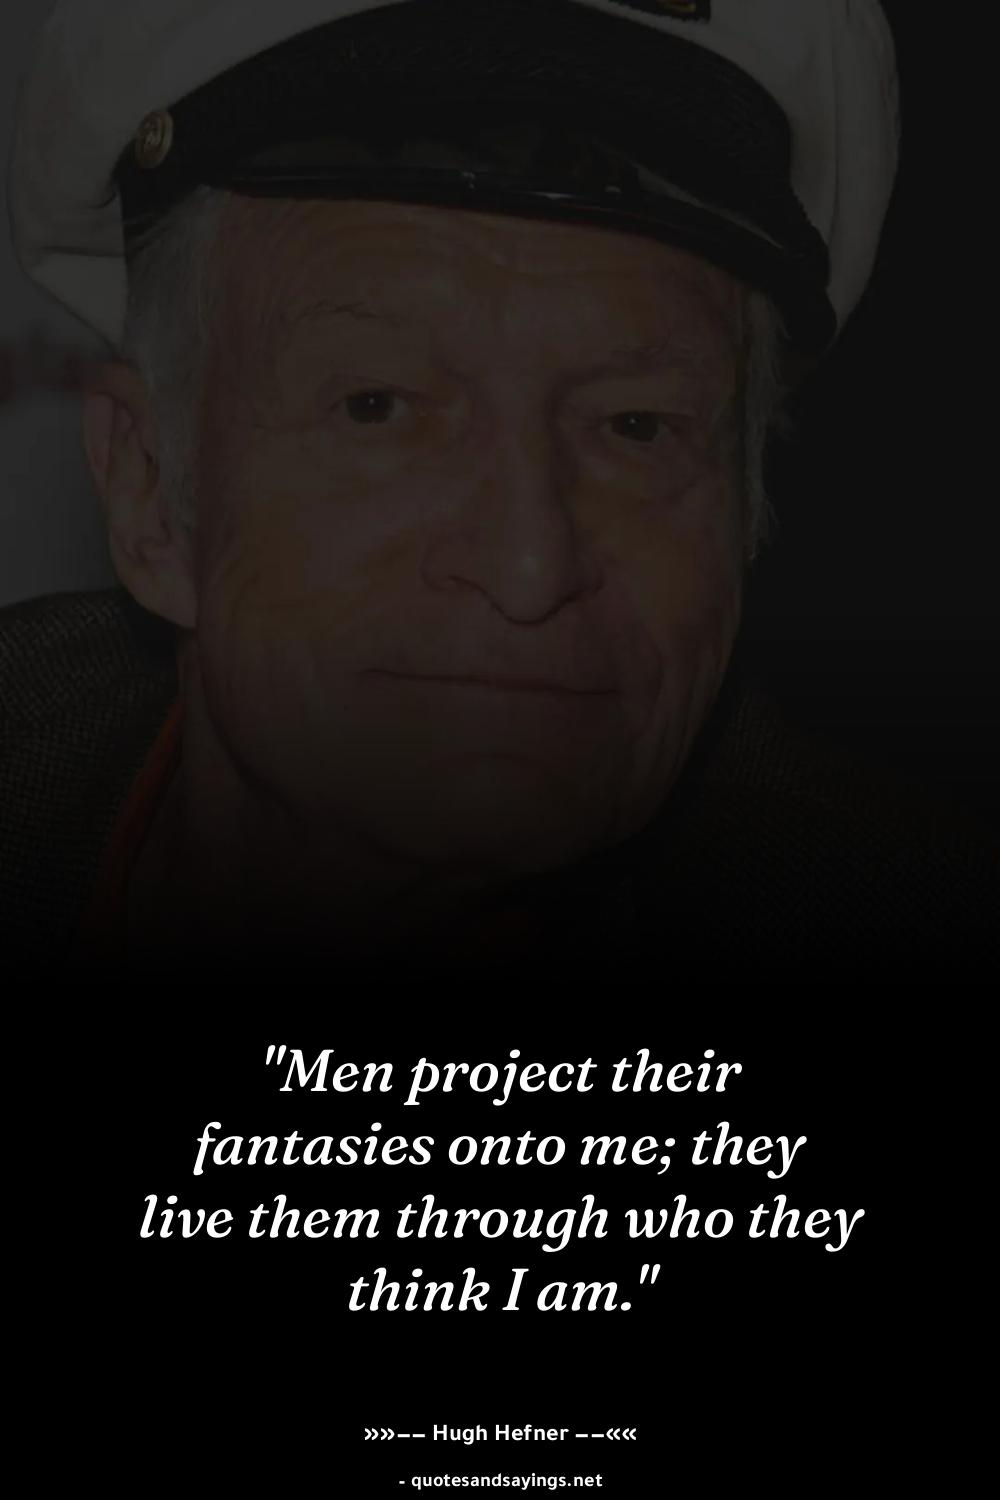 "Men project their
fantasies onto me; they
live them through who they
think I am."
»»−− Hugh Hefner −−««
- quotesandsayings.net